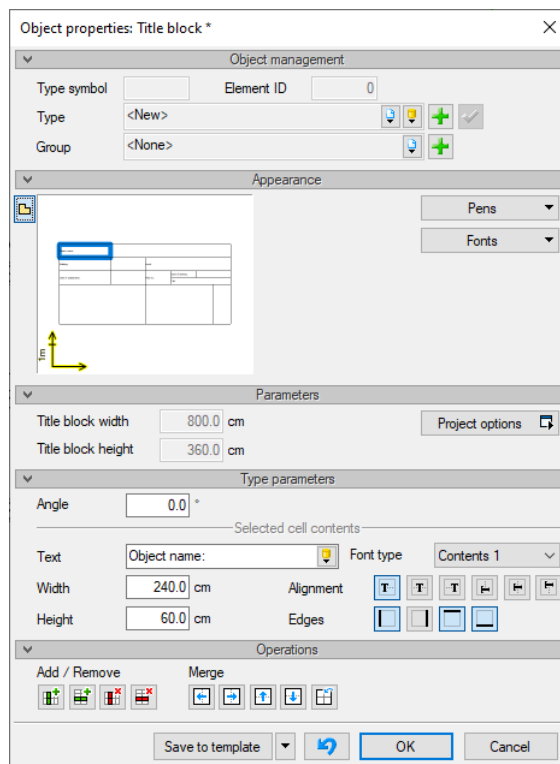 Object properties: Title block *
Object management
Type symbol Element ID 0
Type <New>
Group <None>
Appearance
Pens
Fonts
1m
Parameters
Title block width 800.0 cm Project options
Title block height 360.0 cm
Type parameters
Angle 0.0 °
Selected cell contents
Text Object name: Font type Contents 1
Width 240.0 cm Alignment T T T T T T
Height 60.0 cm Edges
Operations
Add / Remove Merge
Save to template OK Cancel